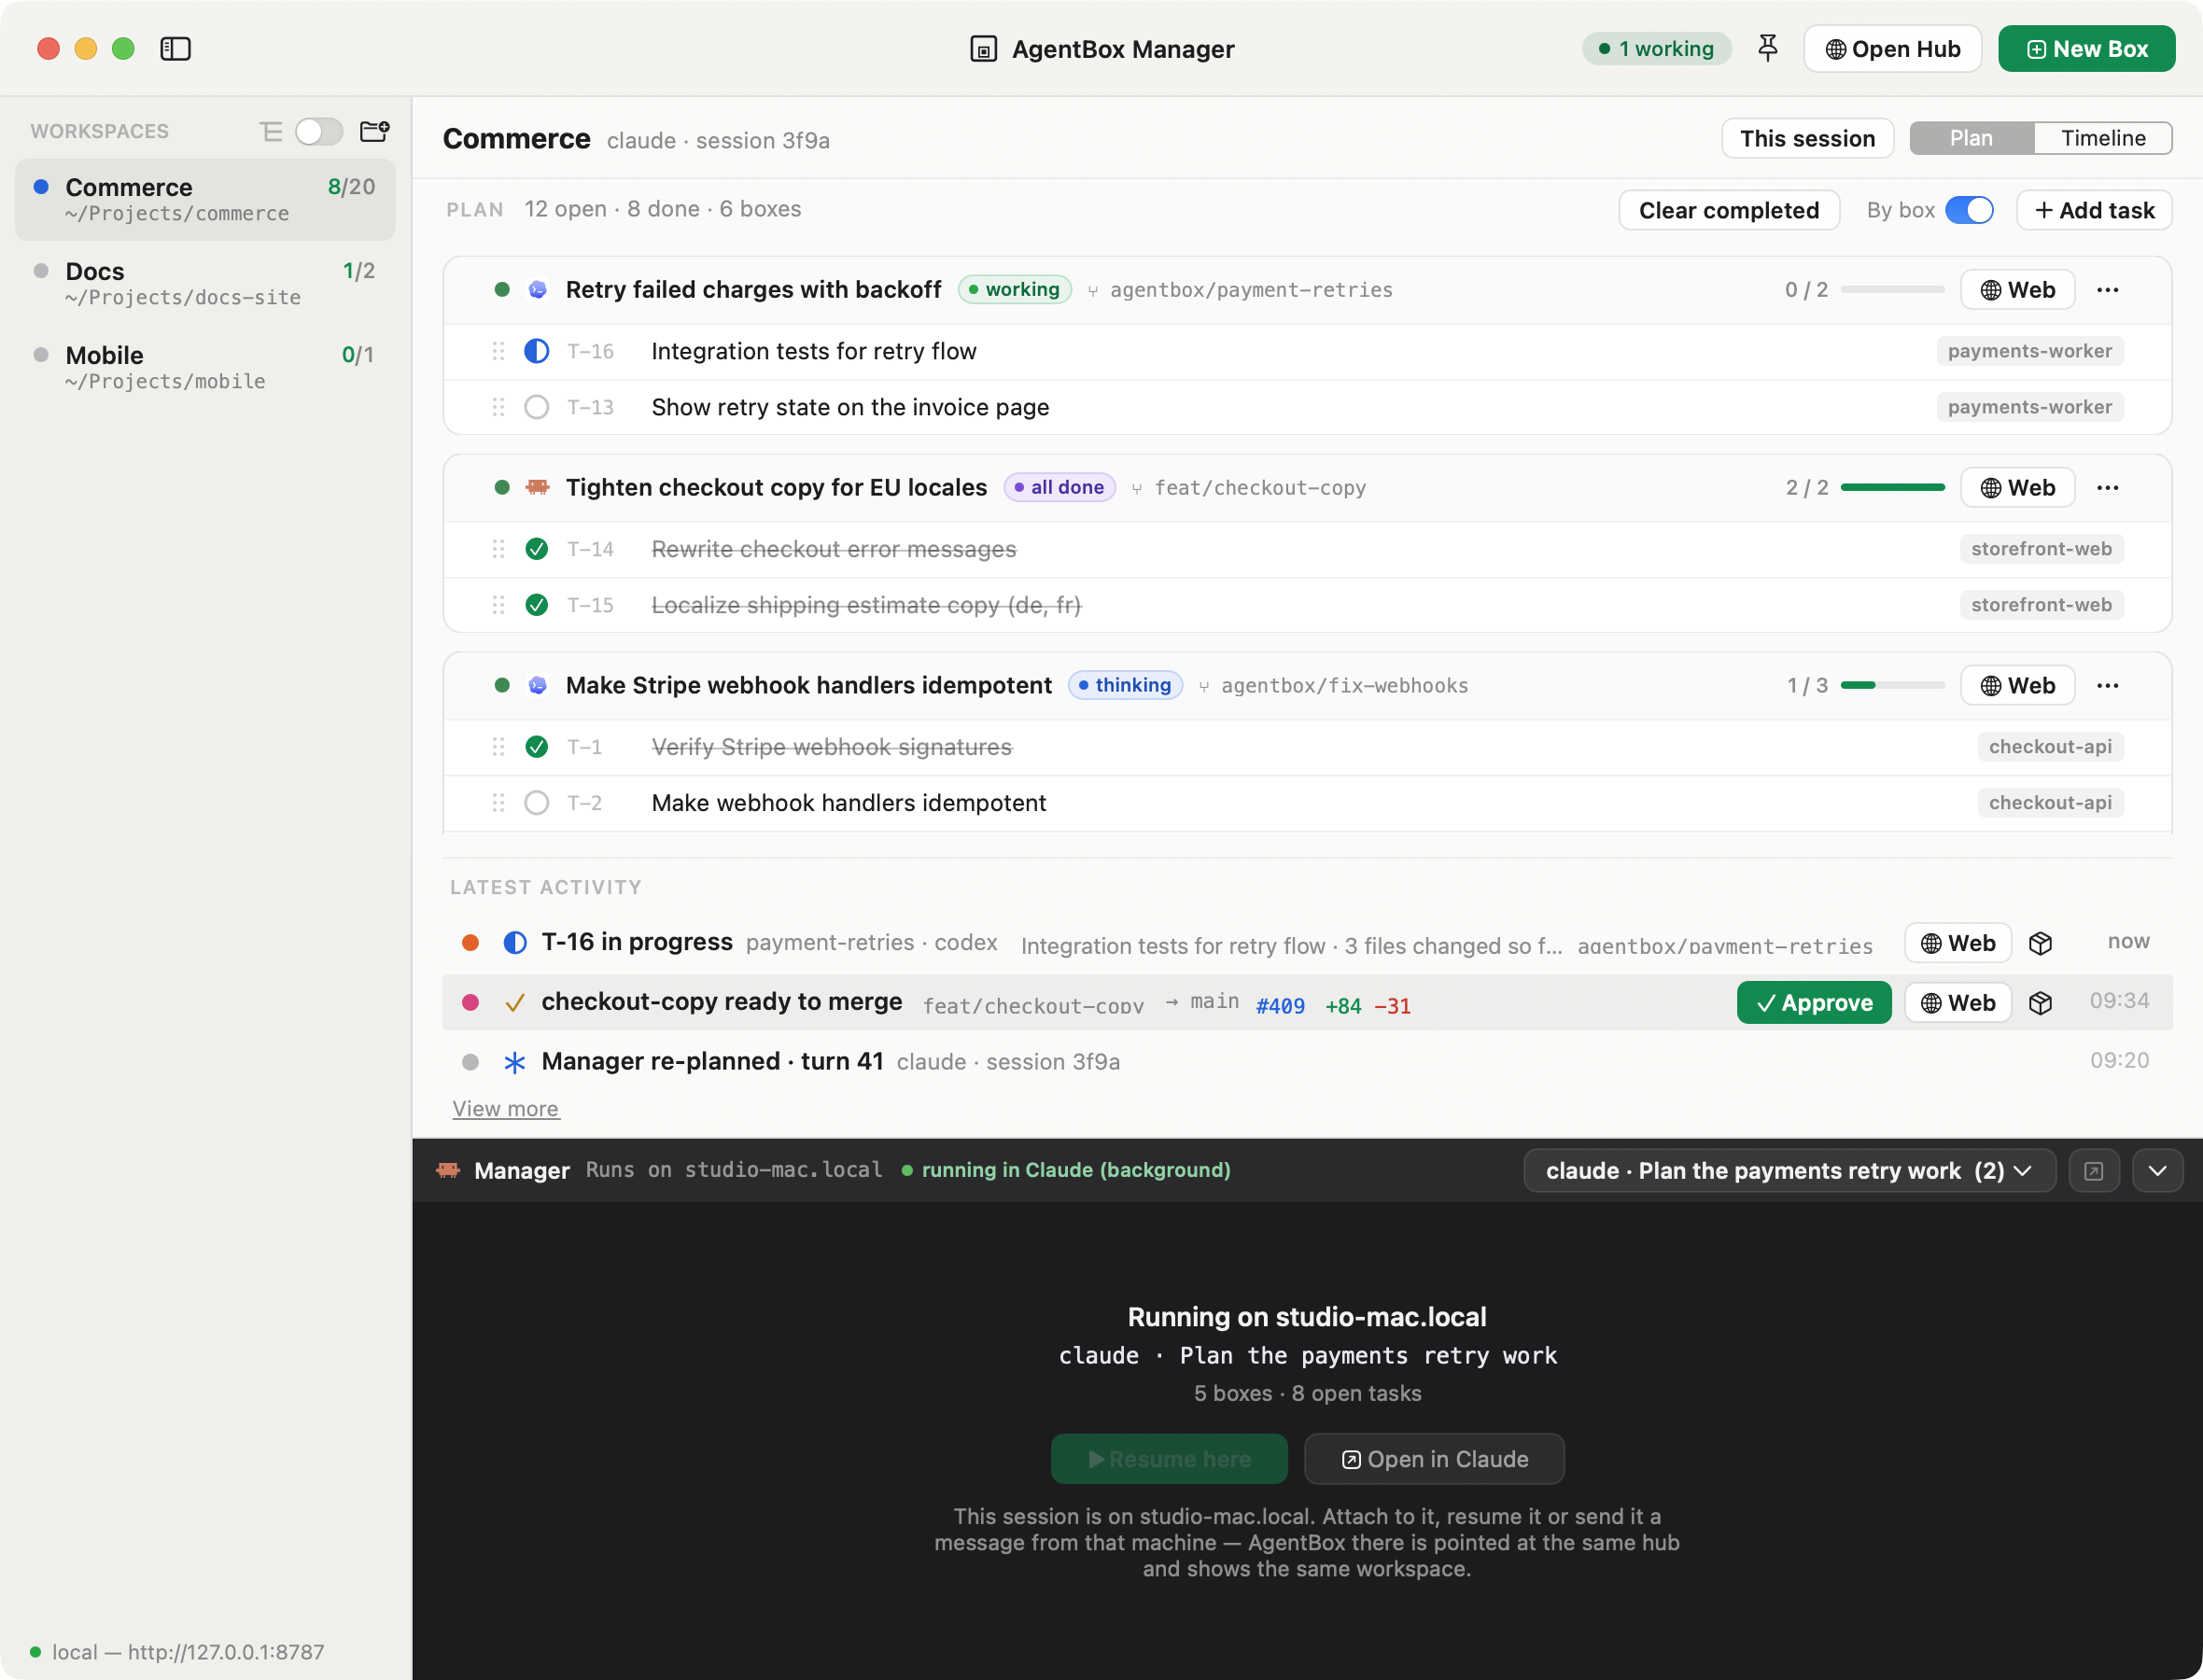 AgentBox Manager
1 working
Open Hub
New Box
WORKSPACES
Commerce 8/20
~/Projects/commerce
Docs 1/2
~/Projects/docs-site
Mobile 0/1
~/Projects/mobile
local — http://127.0.0.1:8787
Commerce claude · session 3f9a
This session
Plan
Timeline
PLAN 12 open · 8 done · 6 boxes
Clear completed
By box
+ Add task
Retry failed charges with backoff working agentbox/payment-retries 0 / 2 Web ···
T-16 Integration tests for retry flow payments-worker
T-13 Show retry state on the invoice page payments-worker
Tighten checkout copy for EU locales all done feat/checkout-copy 2 / 2 Web ···
T-14 Rewrite checkout error messages storefront-web
T-15 Localize shipping estimate copy (de, fr) storefront-web
Make Stripe webhook handlers idempotent thinking agentbox/fix-webhooks 1 / 3 Web ···
T-1 Verify Stripe webhook signatures checkout-api
T-2 Make webhook handlers idempotent checkout-api
LATEST ACTIVITY
T-16 in progress payment-retries · codex Integration tests for retry flow · 3 files changed so f... agentbox/payment-retries Web now
checkout-copy ready to merge feat/checkout-copy → main #409 +84 −31 Approve Web 09:34
Manager re-planned · turn 41 claude · session 3f9a 09:20
View more
Manager Runs on studio-mac.local running in Claude (background)
claude · Plan the payments retry work (2)
Running on studio-mac.local
claude · Plan the payments retry work
5 boxes · 8 open tasks
Resume here
Open in Claude
This session is on studio-mac.local. Attach to it, resume it or send it a
message from that machine — AgentBox there is pointed at the same hub
and shows the same workspace.